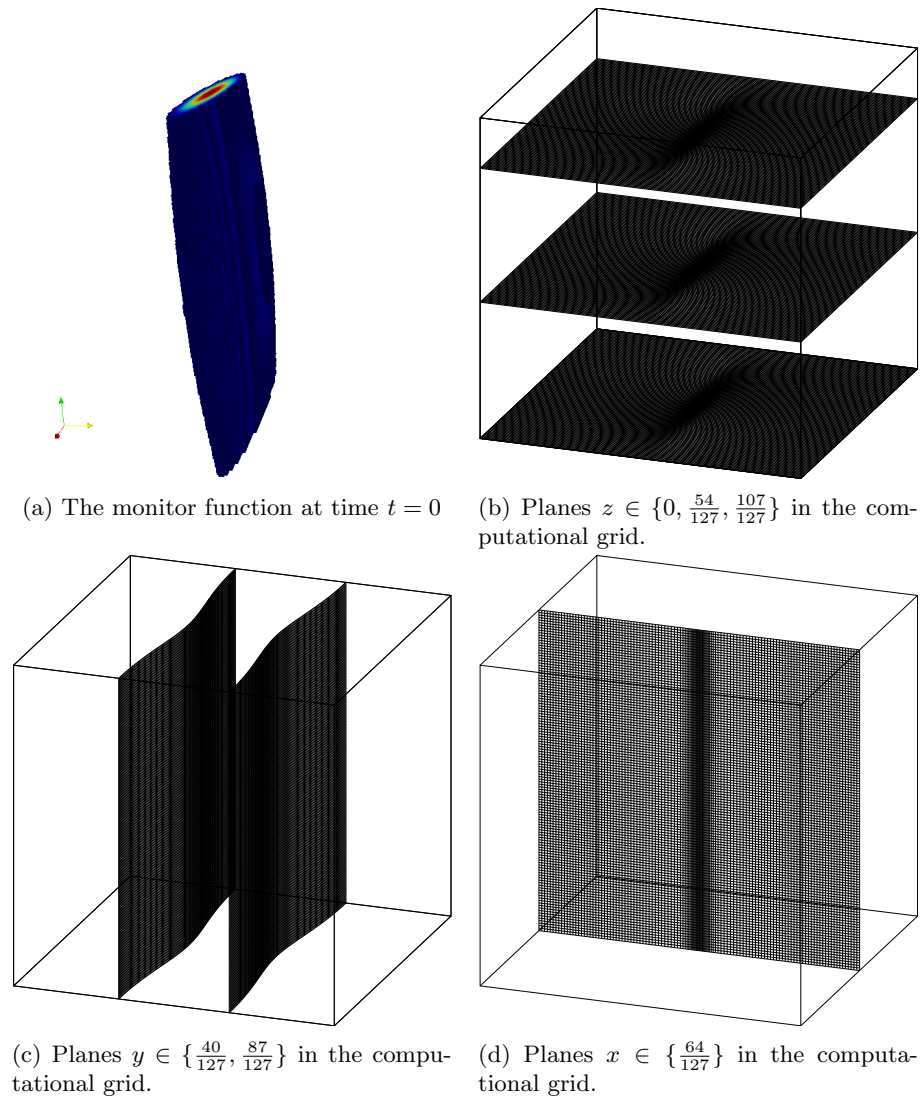 (a) The monitor function at time t = 0
(b) Planes z ∈ {0, 54/127, 107/127} in the com-
putational grid.
(c) Planes y ∈ {40/127, 87/127} in the compu-
tational grid.
(d) Planes x ∈ {64/127} in the computa-
tional grid.